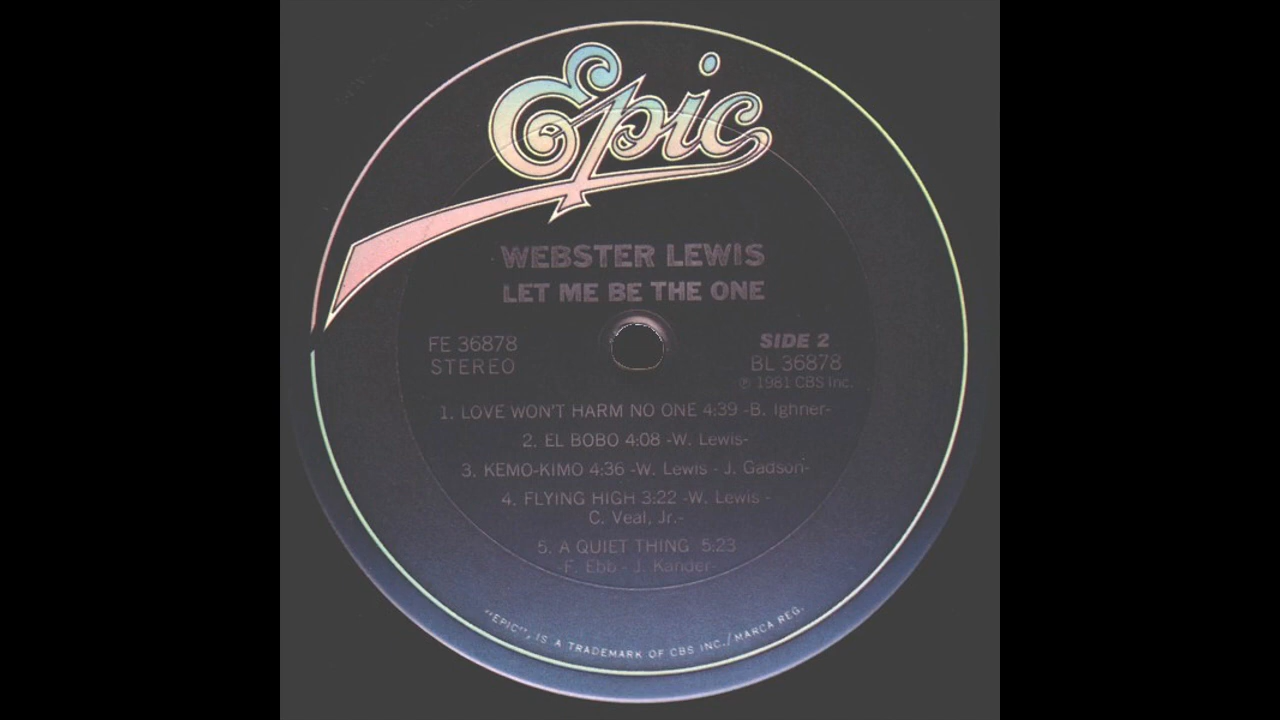 Epic
WEBSTER LEWIS
LET ME BE THE ONE
FE 36878
STEREO
SIDE 2
BL 36878
℗ 1981 CBS Inc.
1. LOVE WON'T HARM NO ONE 4:39 -B. Ighner-
2. EL BOBO 4:08 -W. Lewis-
3. KEMO-KIMO 4:36 -W. Lewis - J. Gadson-
4. FLYING HIGH 3:22 -W. Lewis -
C. Veal, Jr.-
5. A QUIET THING 5:23
-F. Ebb - J. Kander-
"EPIC", IS A TRADEMARK OF CBS INC./MARCA REG.